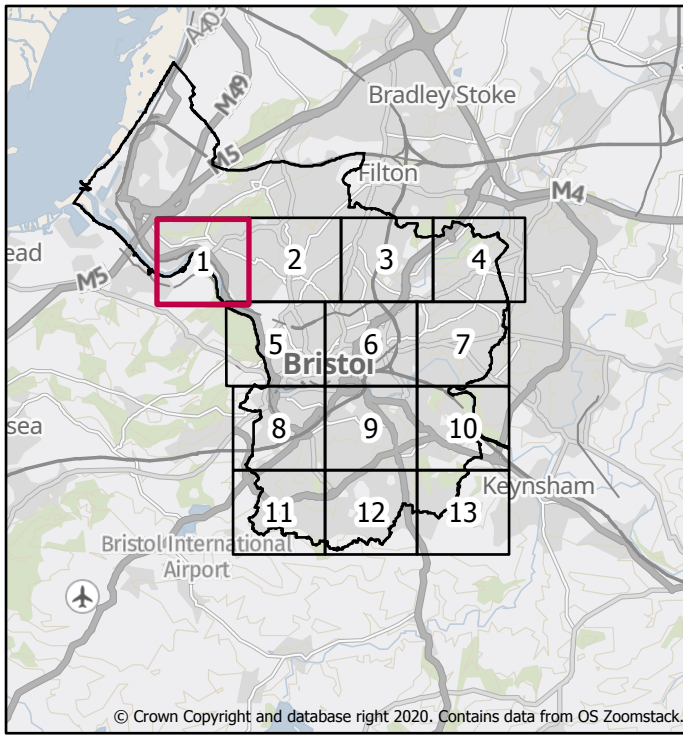 A403
M49
Bradley Stoke
M5
Filton
M4
ead
M5
1
2
3
4
5
6
7
Bristol
sea
8
9
10
Keynsham
11
12
13
Bristol International
Airport
© Crown Copyright and database right 2020. Contains data from OS Zoomstack.